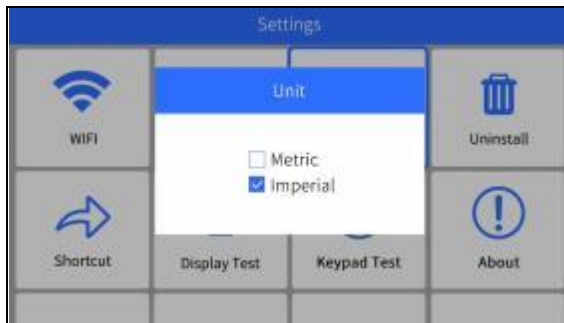 Settings
Unit
WIFI
Uninstall
Metric
Imperial
Shortcut
Display Test
Keypad Test
About